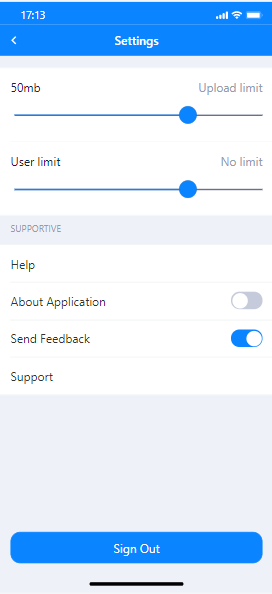 17:13
Settings
50mb Upload limit
User limit No limit
SUPPORTIVE
Help
About Application
Send Feedback
Support
Sign Out